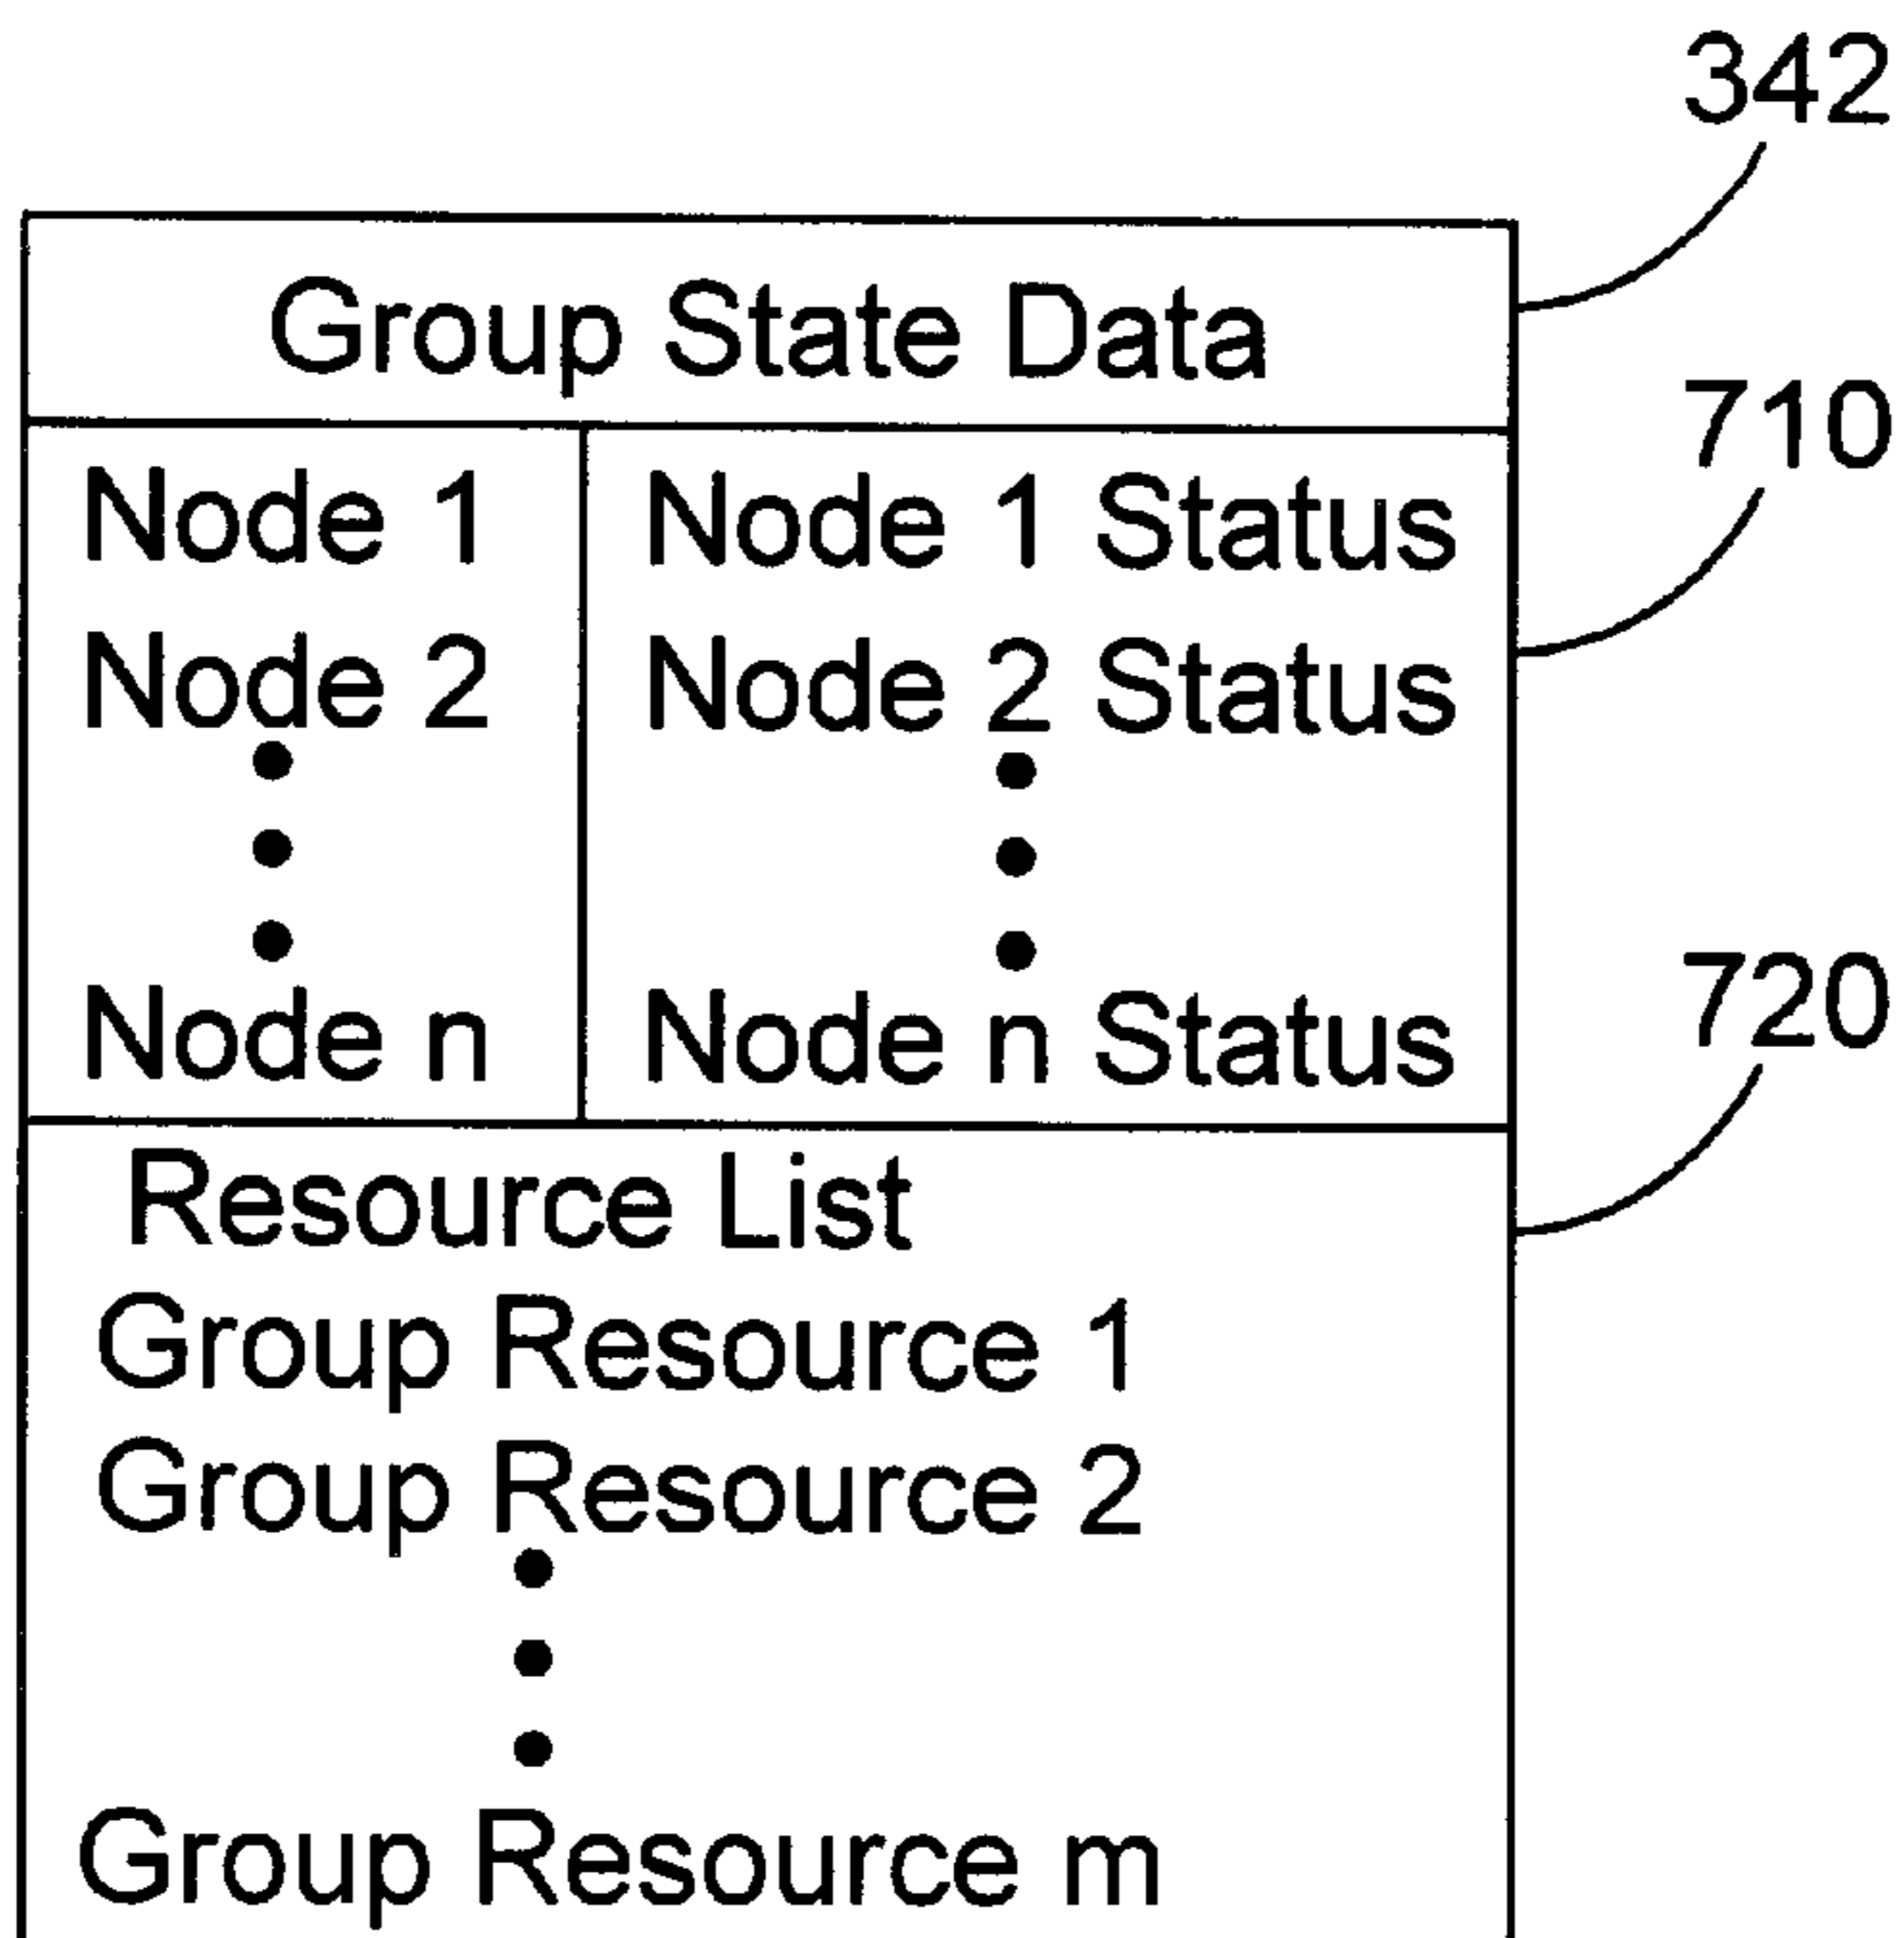 342
Group State Data
710
Node 1 Node 1 Status
Node 2 Node 2 Status
Node n Node n Status
720
Resource List
Group Resource 1
Group Resource 2
Group Resource m